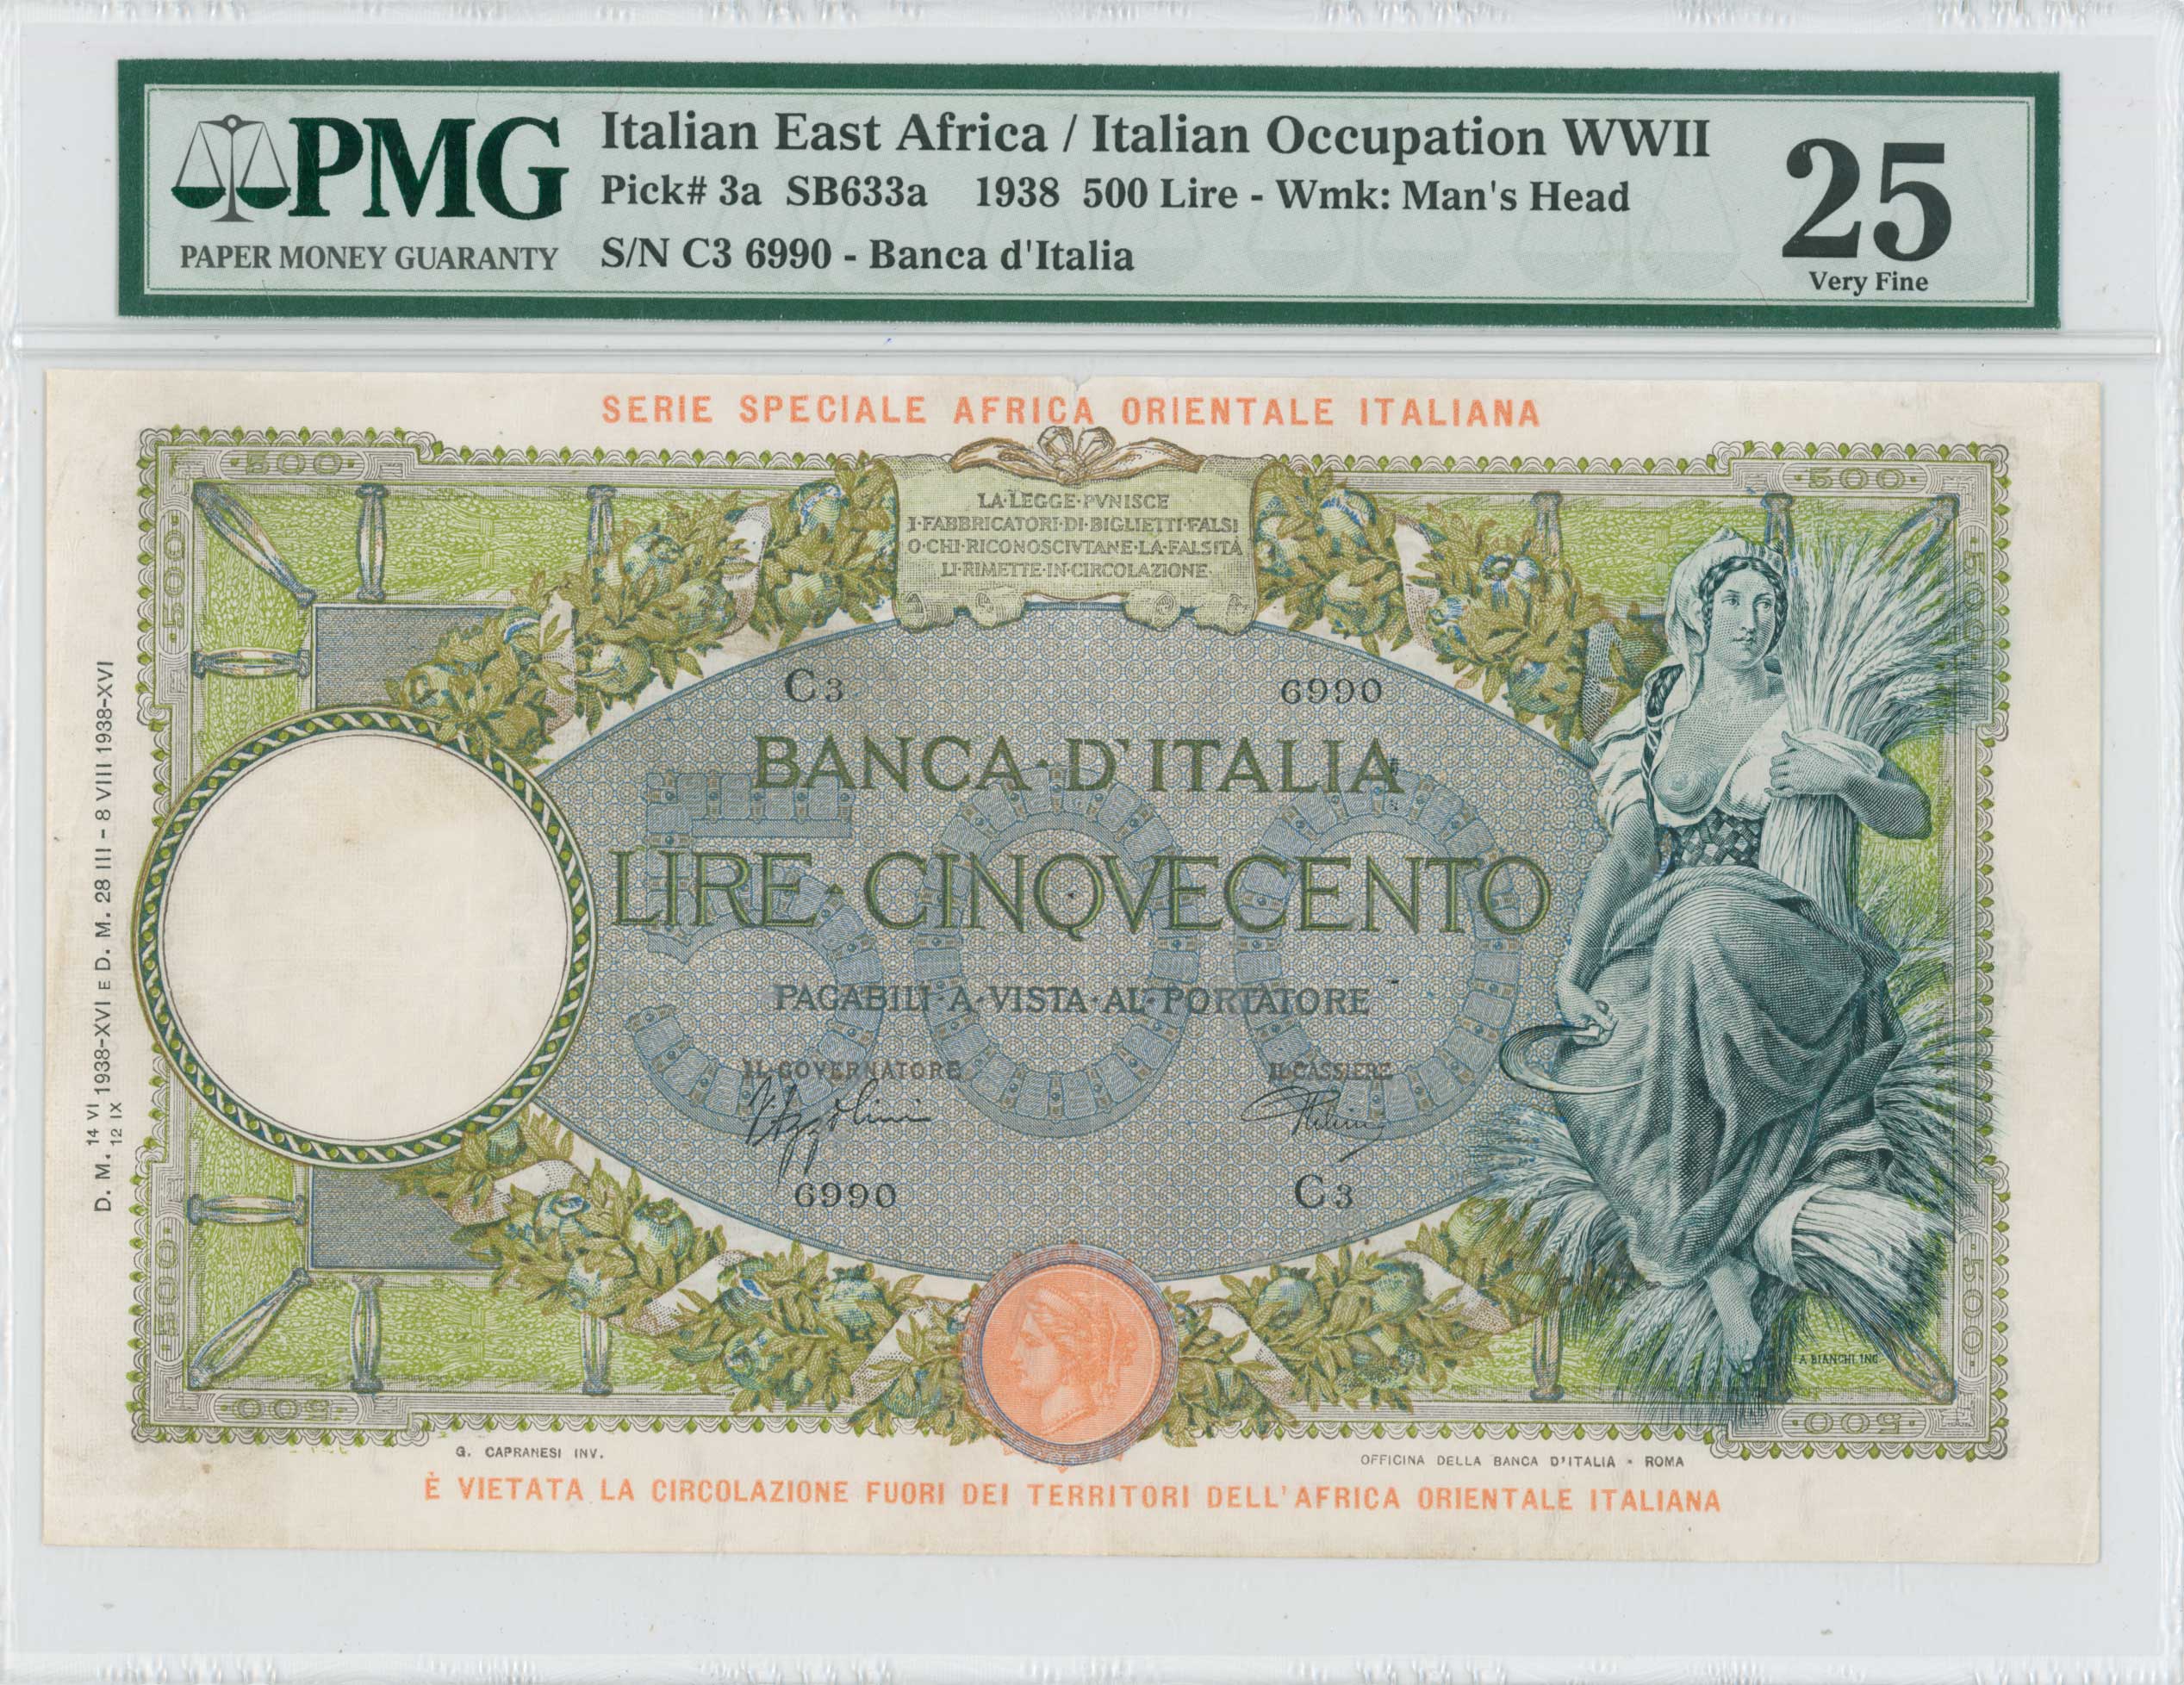 PMG
PAPER MONEY GUARANTY
Italian East Africa / Italian Occupation WWII
Pick# 3a SB633a 1938 500 Lire - Wmk: Man's Head
S/N C3 6990 - Banca d'Italia
25
Very Fine
SERIE SPECIALE AFRICA ORIENTALE ITALIANA
·500·
·500·
LA·LEGGE·PVNISCE
I·FABBRICATORI·DI·BIGLIETTI·FALSI
O·CHI·RICONOSCIVTANE·LA·FALSITÀ
LI·RIMETTE·IN·CIRCOLAZIONE·
·500·
·500·
C3 6990
BANCA·D'ITALIA
500
LIRE·CINQVECENTO
PAGABILI·A·VISTA·AL·PORTATORE
IL·GOVERNATORE IL·CASSIERE
6990 C3
D. M. 14 VI 12 IX 1938-XVI E D. M. 28 III - 8 VIII 1938-XVI
·500·
·500·
A BIANCHI INC
·500·
·500·
G. CAPRANESI INV.
OFFICINA DELLA BANCA D'ITALIA - ROMA
È VIETATA LA CIRCOLAZIONE FUORI DEI TERRITORI DELL'AFRICA ORIENTALE ITALIANA